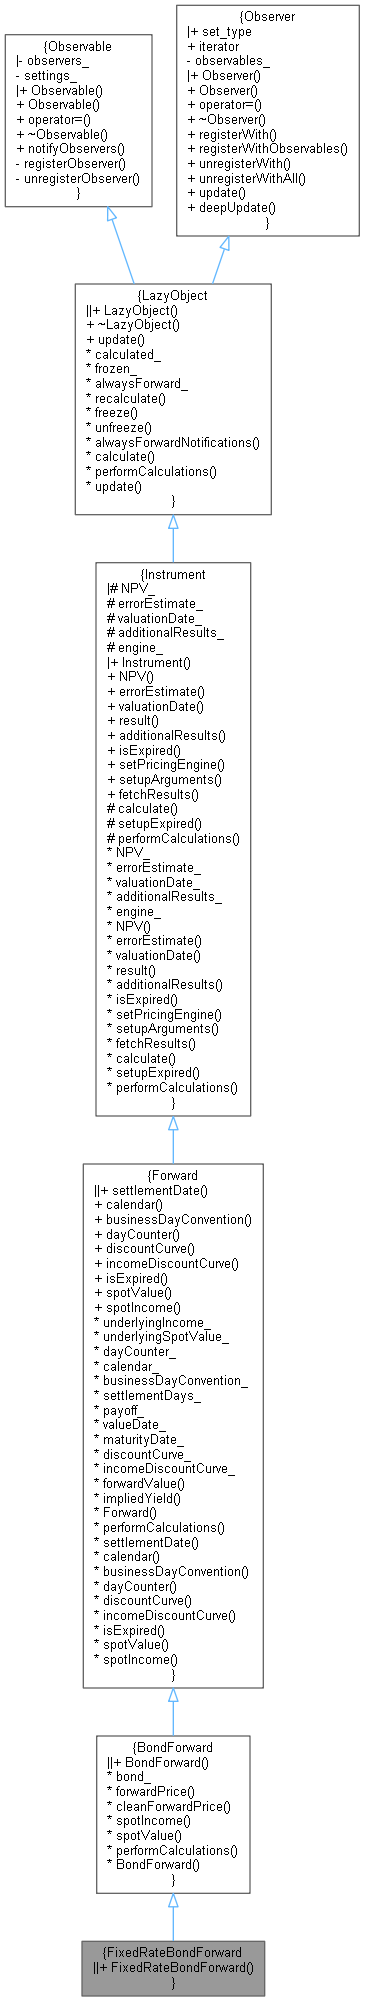 {Observable
|- observers_
- settings_
|+ Observable()
+ Observable()
+ operator=()
+ ~Observable()
+ notifyObservers()
- registerObserver()
- unregisterObserver()
}
{Observer
|+ set_type
+ iterator
- observables_
|+ Observer()
+ Observer()
+ operator=()
+ ~Observer()
+ registerWith()
+ registerWithObservables()
+ unregisterWith()
+ unregisterWithAll()
+ update()
+ deepUpdate()
}
{LazyObject
||+ LazyObject()
+ ~LazyObject()
+ update()
* calculated_
* frozen_
* alwaysForward_
* recalculate()
* freeze()
* unfreeze()
* alwaysForwardNotifications()
* calculate()
* performCalculations()
* update()
}
{Instrument
|# NPV_
# errorEstimate_
# valuationDate_
# additionalResults_
# engine_
|+ Instrument()
+ NPV()
+ errorEstimate()
+ valuationDate()
+ result()
+ additionalResults()
+ isExpired()
+ setPricingEngine()
+ setupArguments()
+ fetchResults()
# calculate()
# setupExpired()
# performCalculations()
* NPV_
* errorEstimate_
* valuationDate_
* additionalResults_
* engine_
* NPV()
* errorEstimate()
* valuationDate()
* result()
* additionalResults()
* isExpired()
* setPricingEngine()
* setupArguments()
* fetchResults()
* calculate()
* setupExpired()
* performCalculations()
}
{Forward
||+ settlementDate()
+ calendar()
+ businessDayConvention()
+ dayCounter()
+ discountCurve()
+ incomeDiscountCurve()
+ isExpired()
+ spotValue()
+ spotIncome()
* underlyingIncome_
* underlyingSpotValue_
* dayCounter_
* calendar_
* businessDayConvention_
* settlementDays_
* payoff_
* valueDate_
* maturityDate_
* discountCurve_
* incomeDiscountCurve_
* forwardValue()
* impliedYield()
* Forward()
* performCalculations()
* settlementDate()
* calendar()
* businessDayConvention()
* dayCounter()
* discountCurve()
* incomeDiscountCurve()
* isExpired()
* spotValue()
* spotIncome()
}
{BondForward
||+ BondForward()
* bond_
* forwardPrice()
* cleanForwardPrice()
* spotIncome()
* spotValue()
* performCalculations()
* BondForward()
}
{FixedRateBondForward
||+ FixedRateBondForward()
}